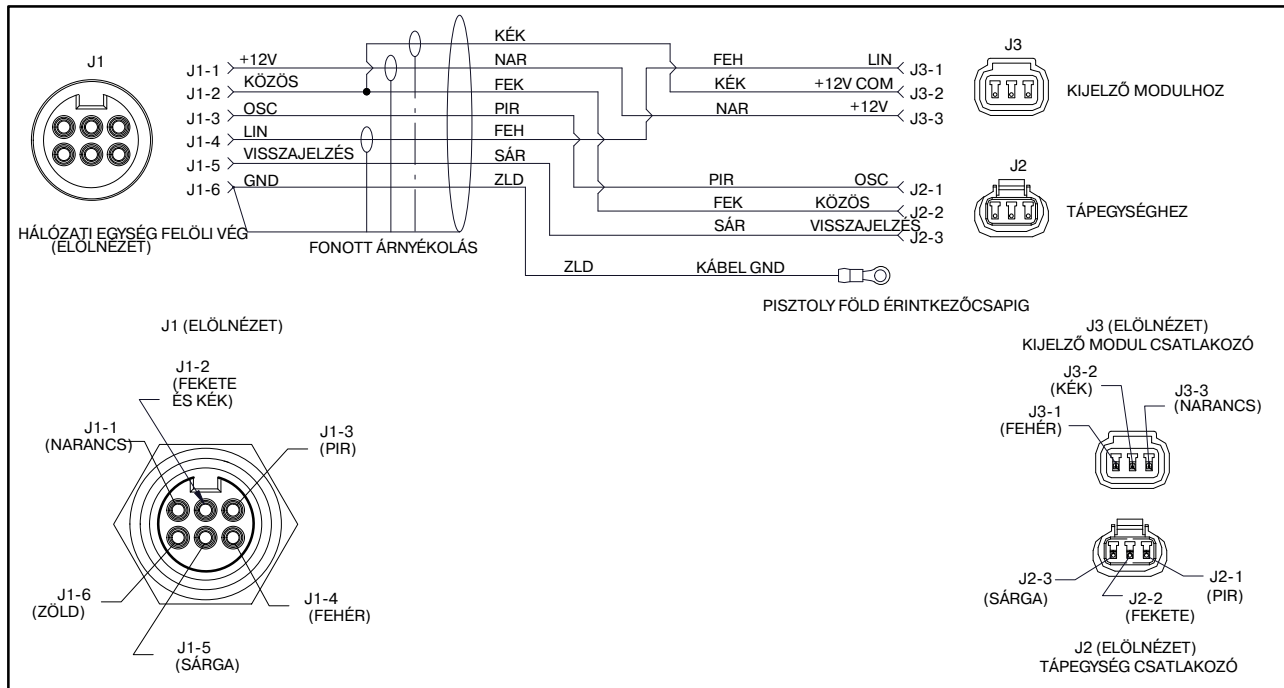 J1
J1-1
+12V
J1-2
KÖZÖS
J1-3
OSC
J1-4
LIN
J1-5
VISSZAJELZÉS
J1-6
GND
HÁLÓZATI EGYSÉG FELÖLI VÉG
(ELÖLNÉZET)
FONOTT ÁRNYÉKOLÁS
KÉK
NAR
FEK
PIR
FEH
SÁR
ZLD
FEH
LIN
J3-1
KÉK
+12V COM
J3-2
NAR
+12V
J3-3
J3
KIJELZŐ MODULHOZ
PIR
OSC
J2-1
FEK
KÖZÖS
J2-2
SÁR
VISSZAJELZÉS
J2-3
J2
TÁPEGYSÉGHEZ
ZLD
KÁBEL GND
PISZTOLY FÖLD ÉRINTKEZŐCSAPIG
J1 (ELÖLNÉZET)
J1-2
(FEKETE
ÉS KÉK)
J1-1
(NARANCS)
J1-3
(PIR)
J1-6
(ZÖLD)
J1-4
(FEHÉR)
J1-5
(SÁRGA)
J3 (ELÖLNÉZET)
KIJELZŐ MODUL CSATLAKOZÓ
J3-2
(KÉK)
J3-3
(NARANCS)
J3-1
(FEHÉR)
J2-3
(SÁRGA)
J2-1
(PIR)
J2-2
(FEKETE)
J2 (ELÖLNÉZET)
TÁPEGYSÉG CSATLAKOZÓ